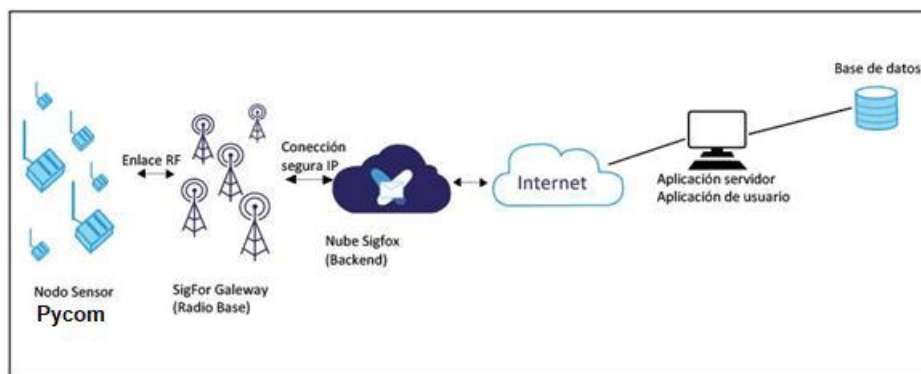 Base de datos
Enlace RF
Conección
segura IP
Internet
Aplicación servidor
Aplicación de usuario
Nube Sigfox
(Backend)
Nodo Sensor
Pycom
SigFor Galeway
(Radio Base)